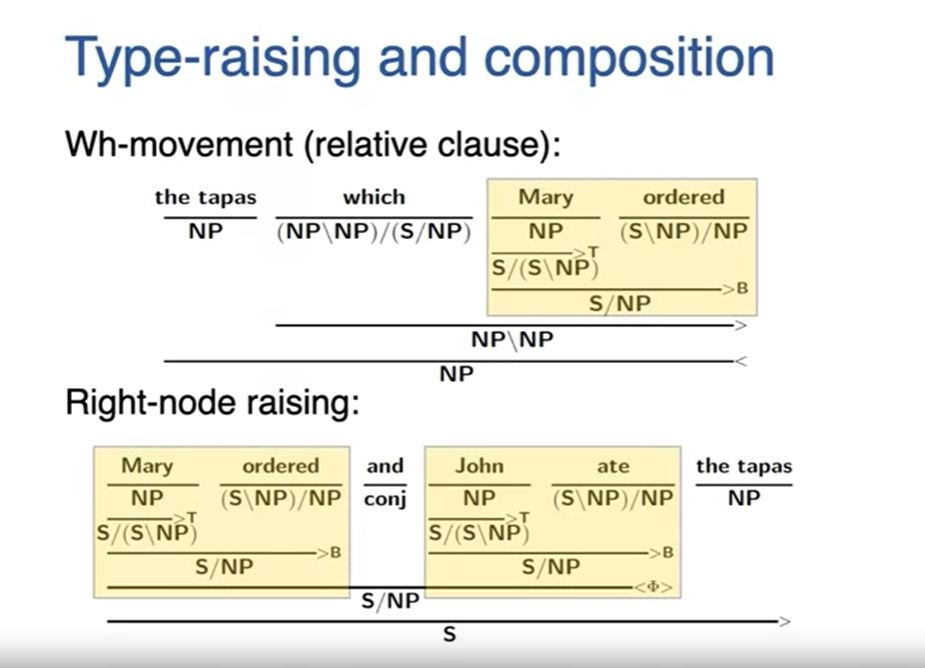 Type-raising and composition
Wh-movement (relative clause):
the tapas which Mary ordered
NP (NP\NP)/(S/NP) NP (S\NP)/NP
>T
S/(S\NP)
>B
S/NP
>
NP\NP
<
NP
Right-node raising:
Mary ordered and John ate the tapas
NP (S\NP)/NP conj NP (S\NP)/NP NP
>T >T
S/(S\NP) S/(S\NP)
>B >B
S/NP S/NP
<Φ>
S/NP
>
S